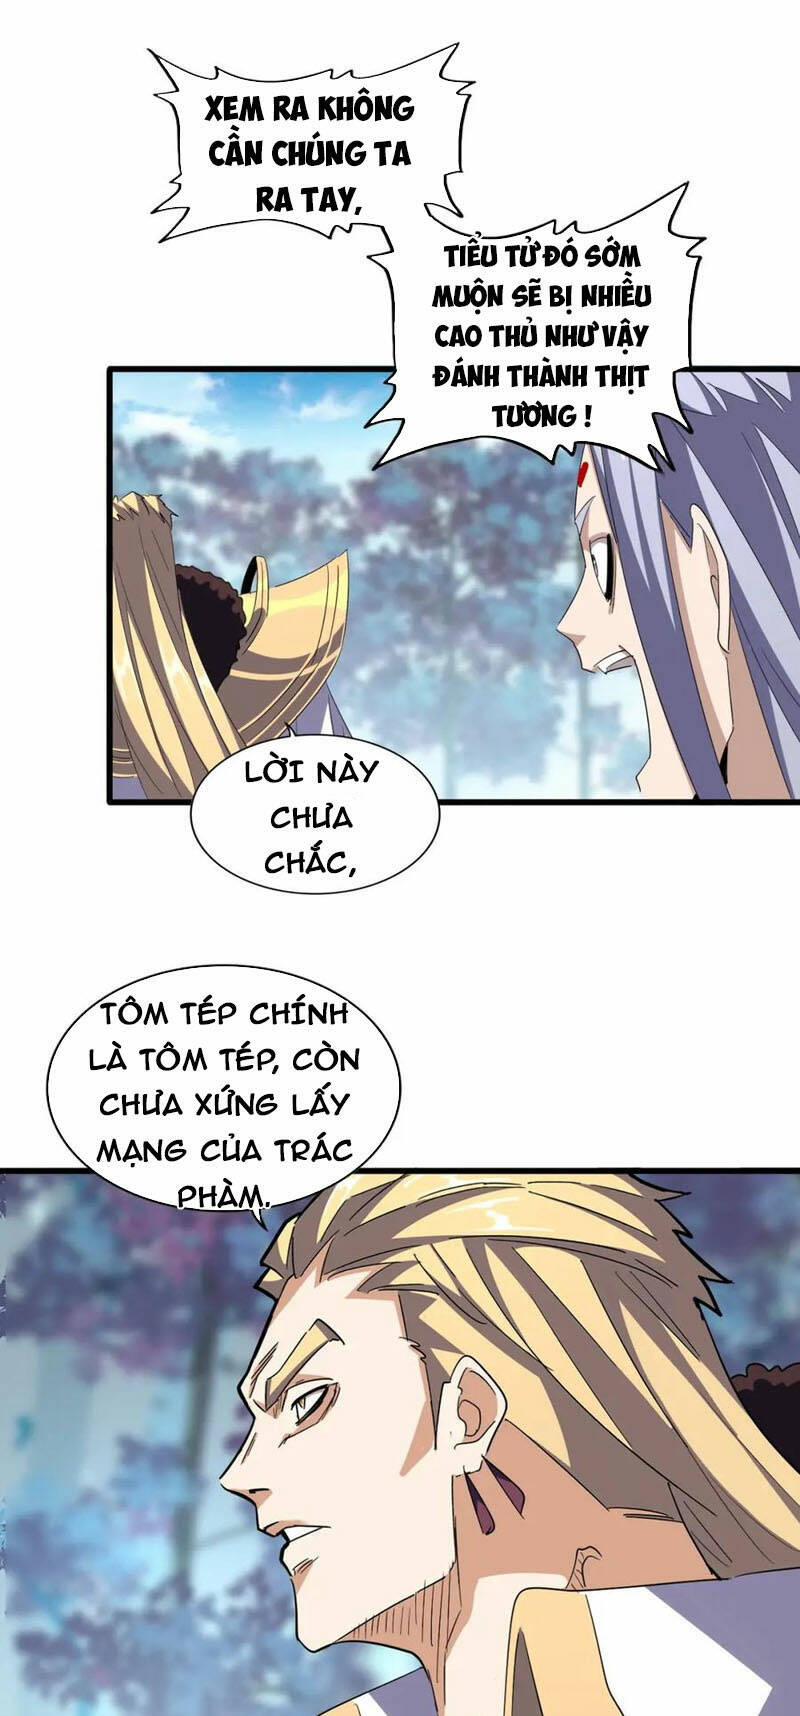 XEM RA KHÔNG
CẦN CHÚNG TA
RA TAY,
TIỂU TỬ ĐÓ SỚM
MUỘN SẼ BỊ NHIỀU
CAO THỦ NHƯ VẬY
ĐÁNH THÀNH THỊT
TƯƠNG !
LỜI NÀY
CHƯA
CHẮC,
TÔM TÉP CHÍNH
LÀ TÔM TÉP, CÒN
CHƯA XỨNG LẤY
MẠNG CỦA TRÁC
PHÀM.